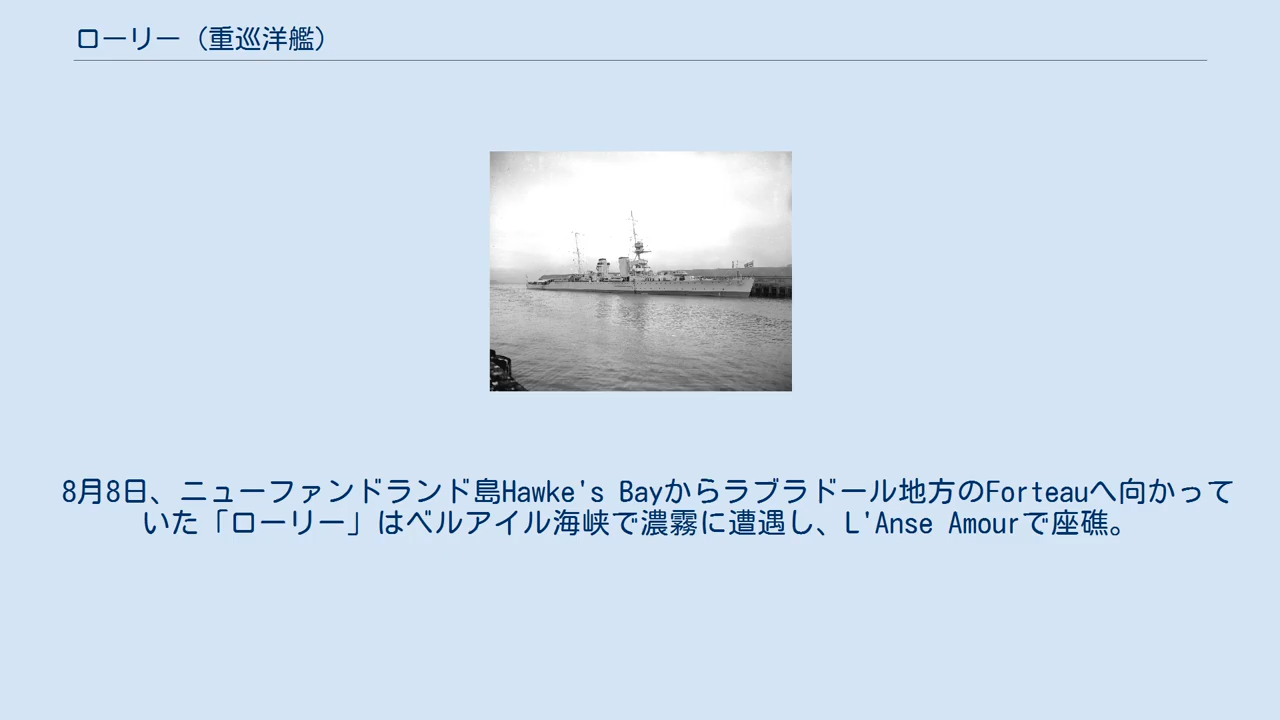 ローリー（重巡洋艦）
8月8日、ニューファンドランド島Hawke's Bayからラブラドール地方のForteauへ向かって
いた「ローリー」はベルアイル海峡で濃霧に遭遇し、L'Anse Amourで座礁。